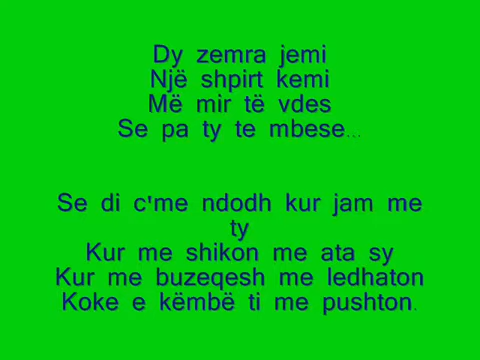 Dy zemra jemi
Një shpirt kemi
Më mir të vdes
Se pa ty te mbese...
Se di c'me ndodh kur jam me
ty
Kur me shikon me ata sy
Kur me buzeqesh me ledhaton
Koke e këmbë ti me pushton.